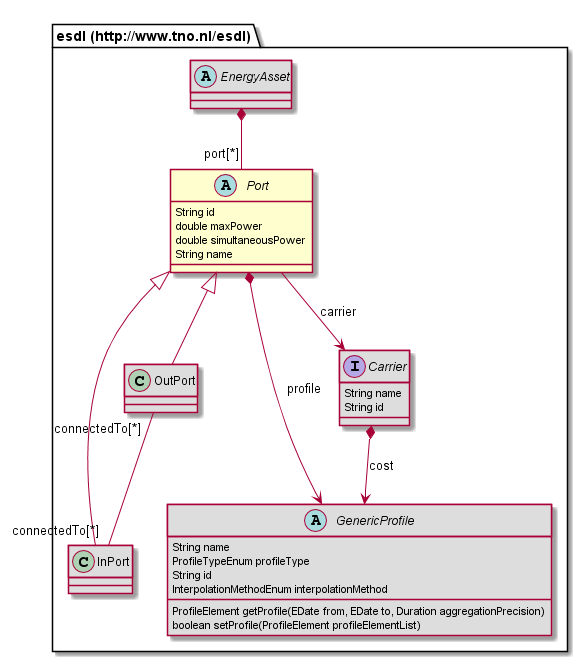 esdl (http://www.tno.nl/esdl)
A EnergyAsset
port[*]
A Port
String id
double maxPower
double simultaneousPower
String name
carrier
I Carrier
String name
String id
C OutPort
profile
connectedTo[*]
cost
A GenericProfile
String name
ProfileTypeEnum profileType
String id
InterpolationMethodEnum interpolationMethod
ProfileElement getProfile(EDate from, EDate to, Duration aggregationPrecision)
boolean setProfile(ProfileElement profileElementList)
connectedTo[*]
C InPort